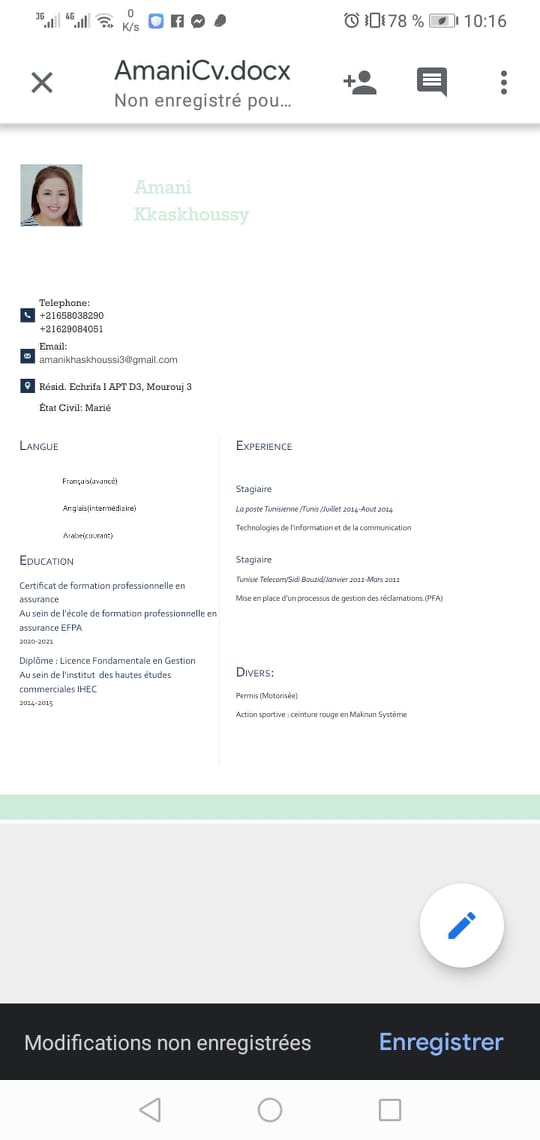 3G 4G 0 K/s 78 % 10:16
AmaniCv.docx
Non enregistré pou...
Amani
Kkaskhoussy
Telephone:
+21658038290
+21629084051
Email:
amanikhaskhoussi3@gmail.com
Résid. Echrifa I APT D3, Mourouj 3
État Civil: Marié
Langue
Français(avancé)
Anglais(intermédiaire)
Arabe(courant)
Education
Certificat de formation professionnelle en
assurance
Au sein de l'école de formation professionnelle en
assurance EFPA
2020-2021
Diplôme : Licence Fondamentale en Gestion
Au sein de l'institut des hautes études
commerciales IHEC
2014-2015
Experience
Stagiaire
La poste Tunisienne /Tunis /Juillet 2014-Aout 2014
Technologies de l'information et de la communication
Stagiaire
Tunisie Telecom/Sidi Bouzid/Janvier 2011-Mars 2011
Mise en place d'un processus de gestion des réclamations.(PFA)
Divers:
Permis (Motorisée)
Action sportive : ceinture rouge en Maknun Système
Modifications non enregistrées
Enregistrer